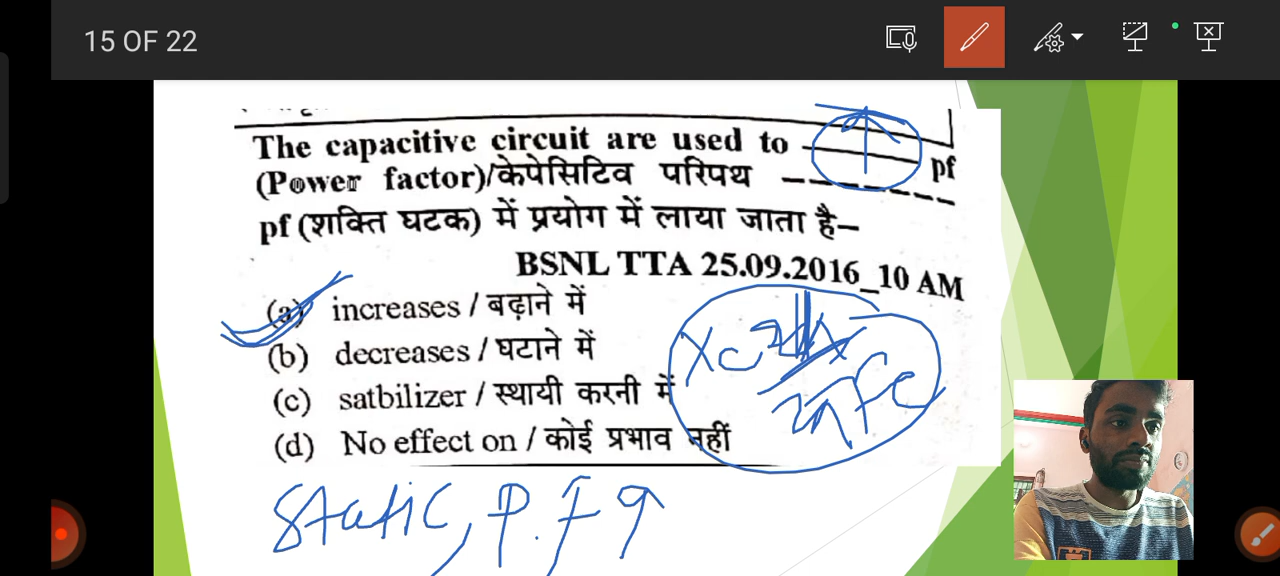 15 OF 22
The capacitive circuit are used to
(Power factor)/केपेसिटिव परिपथ ------- pf
pf (शक्ति घटक) में प्रयोग में लाया जाता है–
BSNL TTA 25.09.2016_10 AM
(a) increases / बढ़ाने में
(b) decreases / घटाने में
(c) satbilizer / स्थायी करनी में
(d) No effect on / कोई प्रभाव नहीं
Xc
Static, P.F ↑